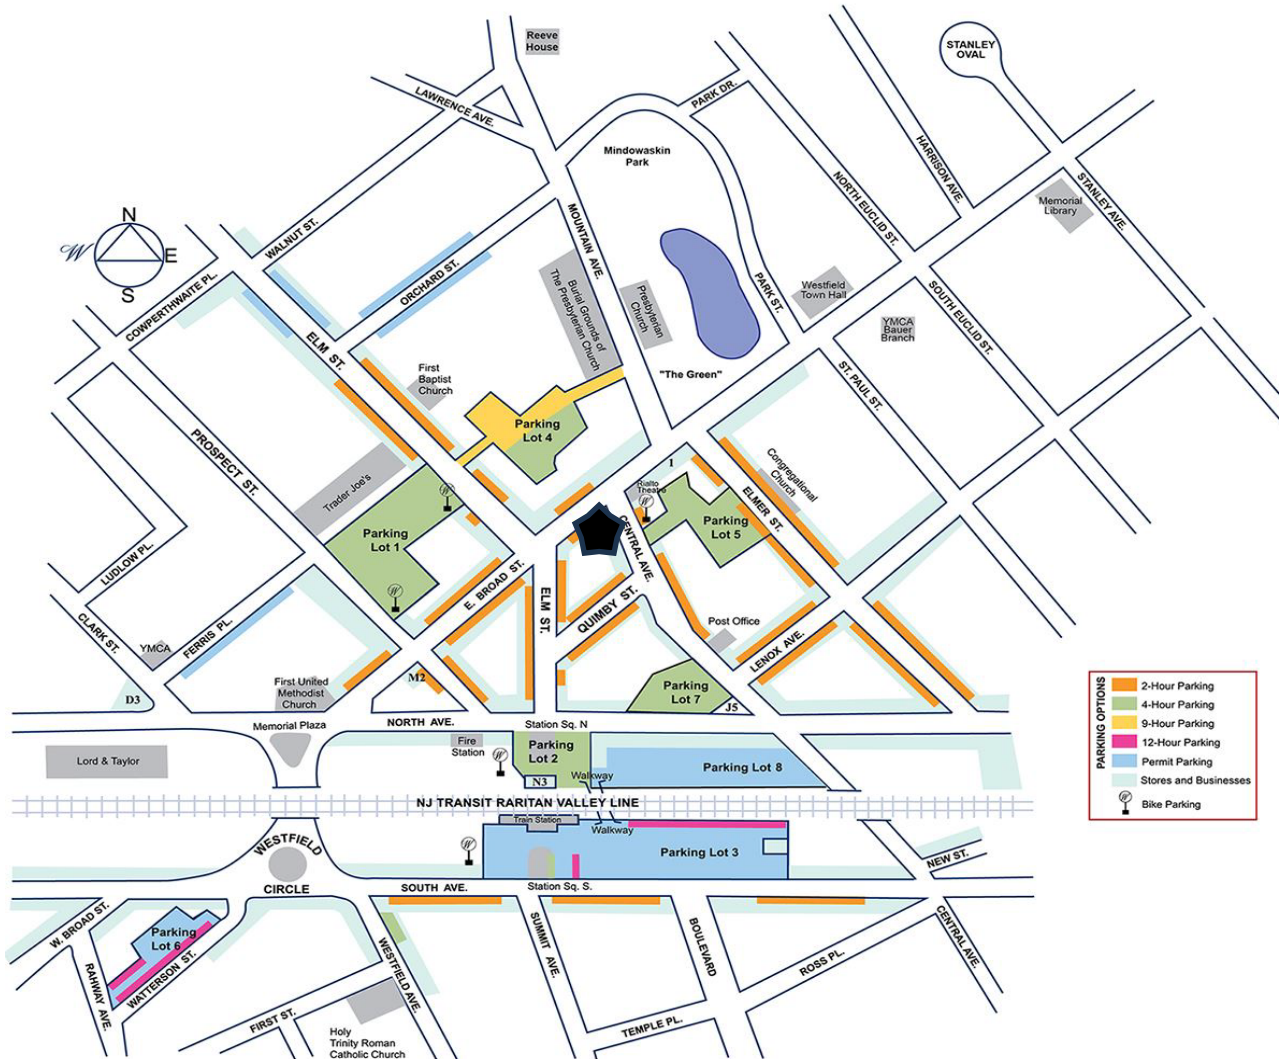 Reeve
House
STANLEY
OVAL
LAWRENCE AVE.
PARK DR.
Mindowaskin
Park
HARRISON AVE.
NORTH EUCLID ST.
STANLEY AVE.
Memorial
Library
N
W
E
S
WALNUT ST.
COWPERTHWAITE PL.
ORCHARD ST.
MOUNTAIN AVE.
Burial Grounds of
The Presbyterian Church
Presbyterian
Church
PARK ST.
Westfield
Town Hall
YMCA
Bauer
Branch
SOUTH EUCLID ST.
ELM ST.
First
Baptist
Church
"The Green"
ST. PAUL ST.
Parking
Lot 4
PROSPECT ST.
Trader Joe's
1
Rialto
Theatre
W
Congregational
Church
ELMER ST.
W
Parking
Lot 1
CENTRAL AVE.
Parking
Lot 5
LUDLOW PL.
E. BROAD ST.
ELM ST.
QUIMBY ST.
W
CLARK ST.
YMCA
FERRIS PL.
Post Office
LENOX AVE.
D3
First United
Methodist
Church
M2
Parking
Lot 7
J5
Memorial Plaza
NORTH AVE.
Station Sq. N
Lord & Taylor
Fire
Station
W
Parking
Lot 2
N3
Walkway
Parking Lot 8
NJ TRANSIT RARITAN VALLEY LINE
Train Station
Walkway
WESTFIELD
CIRCLE
W
Parking Lot 3
SOUTH AVE.
Station Sq. S.
NEW ST.
W. BROAD ST.
Parking
Lot 6
WATTERSON ST.
RAHWAY AVE.
WESTFIELD AVE.
SUMMIT AVE.
BOULEVARD
ROSS PL.
CENTRAL AVE.
FIRST ST.
Holy
Trinity Roman
Catholic Church
TEMPLE PL.
PARKING OPTIONS
2-Hour Parking
4-Hour Parking
9-Hour Parking
12-Hour Parking
Permit Parking
Stores and Businesses
W
Bike Parking